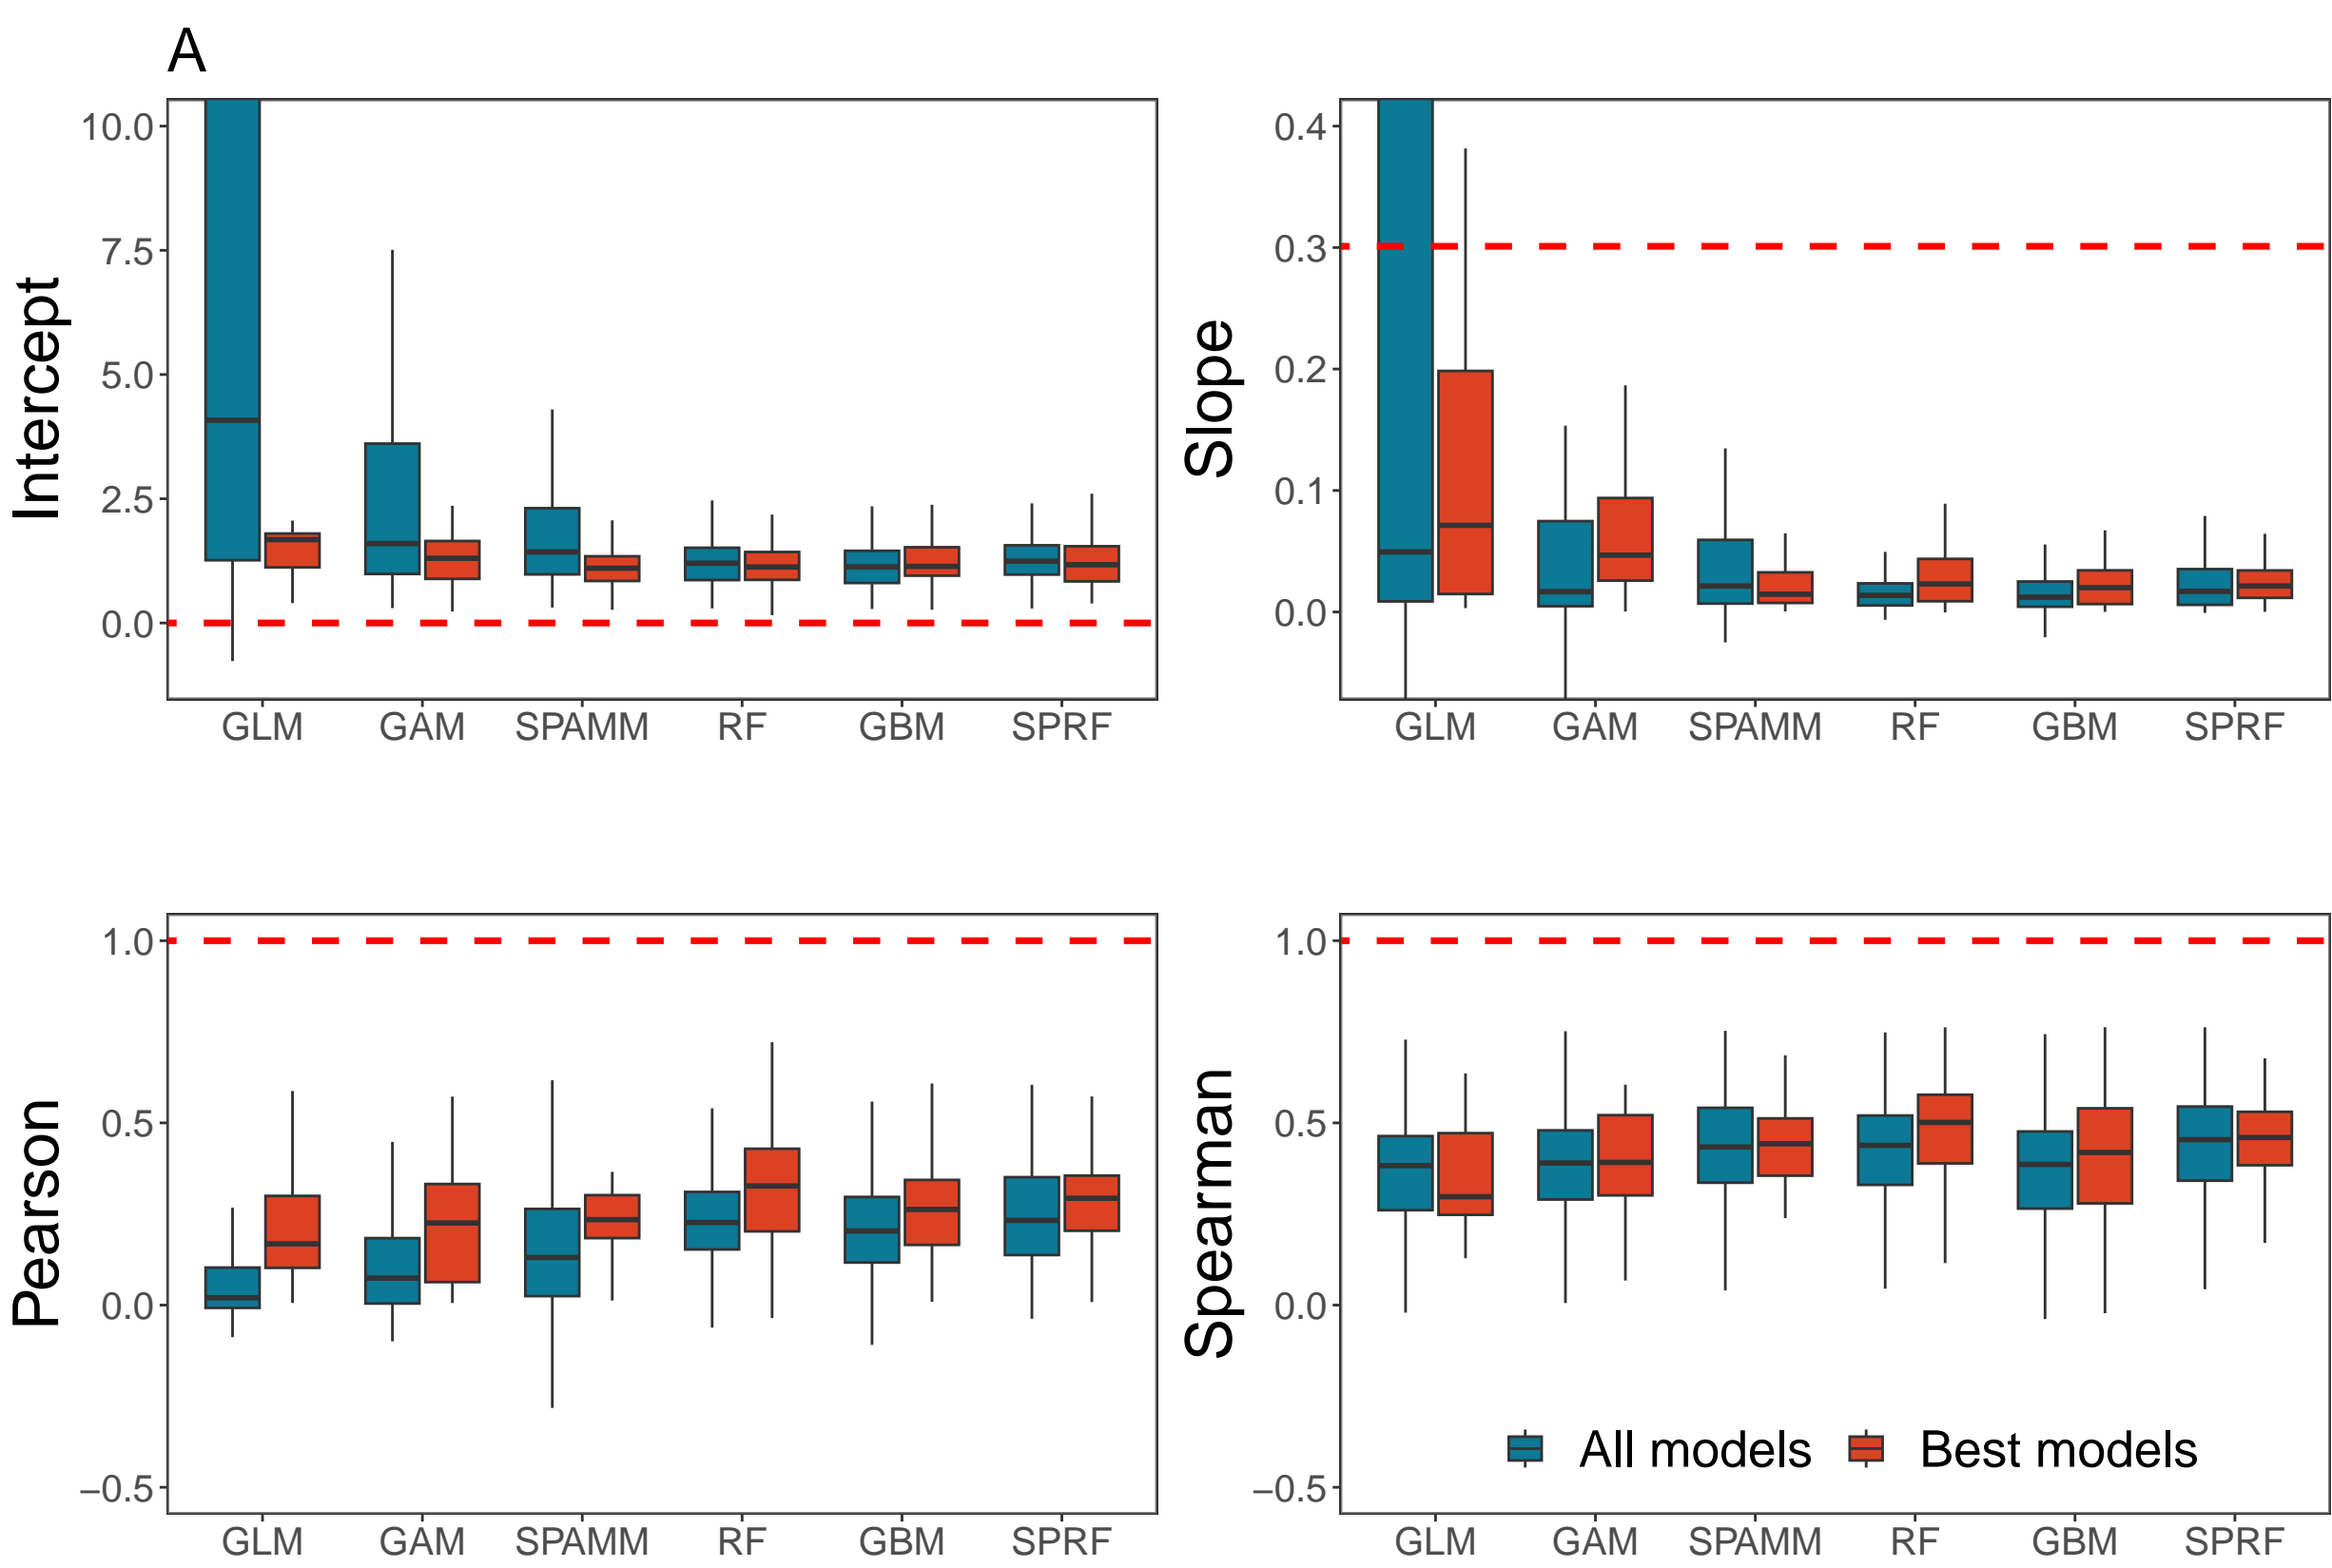 A
Intercept
10.0
7.5
5.0
2.5
0.0
GLM GAM SPAMM RF GBM SPRF
Slope
0.4
0.3
0.2
0.1
0.0
GLM GAM SPAMM RF GBM SPRF
Pearson
1.0
0.5
0.0
−0.5
GLM GAM SPAMM RF GBM SPRF
Spearman
1.0
0.5
0.0
−0.5
All models Best models
GLM GAM SPAMM RF GBM SPRF